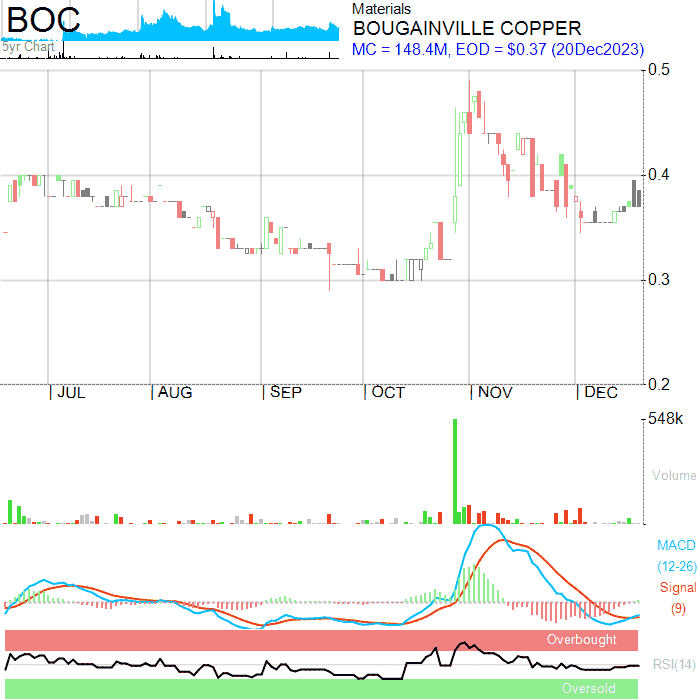 BOC
5yr Chart
Materials
BOUGAINVILLE COPPER
MC = 148.4M, EOD = $0.37 (20Dec2023)
0.5
0.4
0.3
0.2
JUL AUG SEP OCT NOV DEC
548k
Volume
MACD
(12-26)
Signal
(9)
Overbought
RSI(14)
Oversold